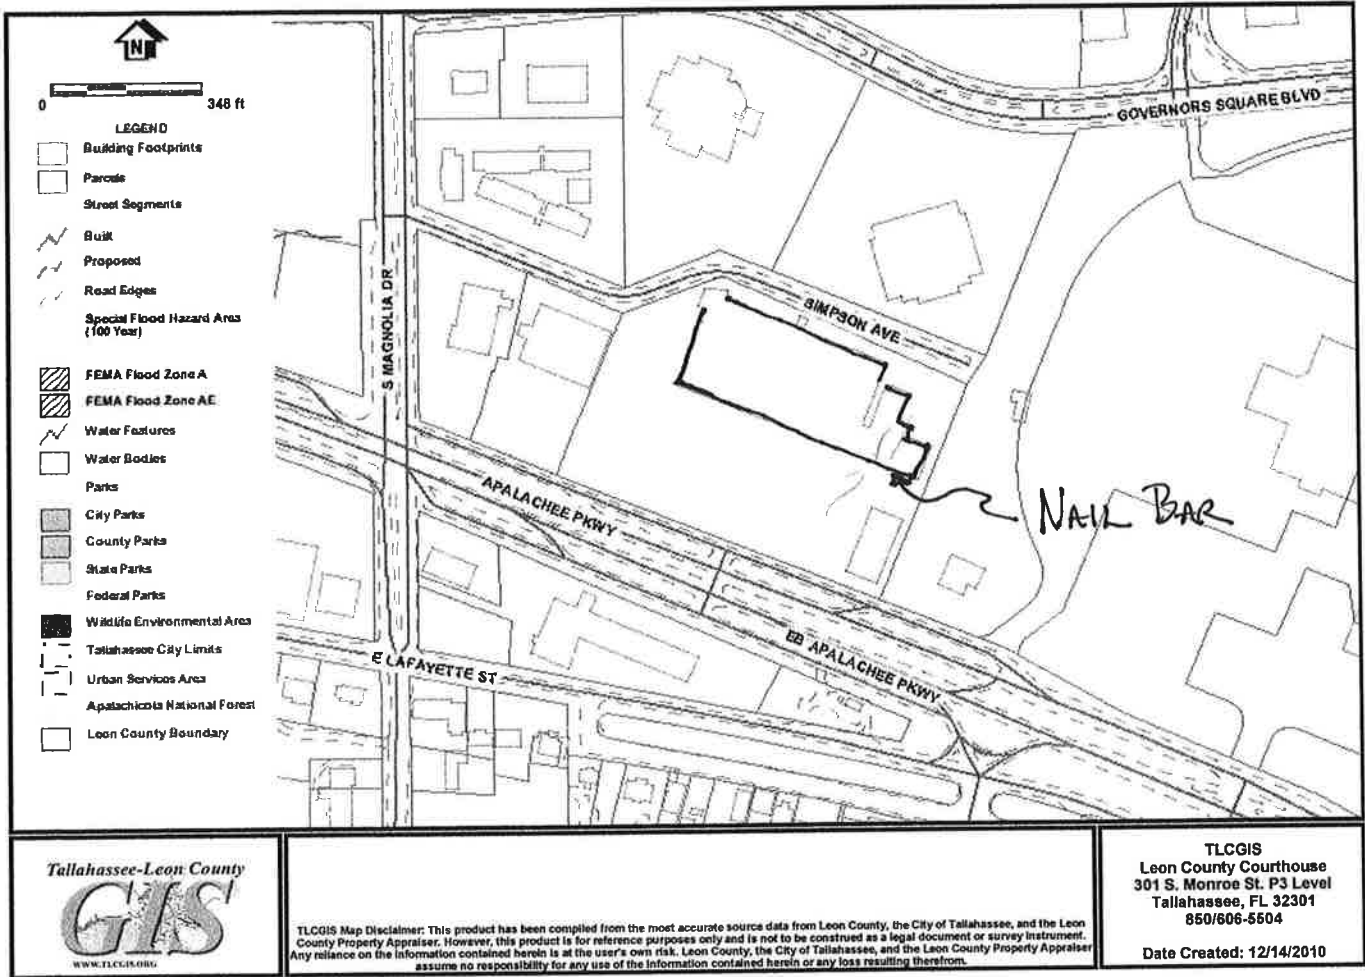 N
0 348 ft
LEGEND
Building Footprints
Parcels
Street Segments
Built
Proposed
Road Edges
Special Flood Hazard Area
(100 Year)
FEMA Flood Zone A
FEMA Flood Zone AE
Water Features
Water Bodies
Parks
City Parks
County Parks
State Parks
Federal Parks
Wildlife Environmental Area
Tallahassee City Limits
Urban Services Area
Apalachicola National Forest
Leon County Boundary
GOVERNORS SQUARE BLVD
S MAGNOLIA DR
SIMPSON AVE
APALACHEE PKWY
NAIL BAR
EB APALACHEE PKWY
E LAFAYETTE ST
Tallahassee-Leon County
GIS
WWW.TLCGIS.ORG
TLCGIS Map Disclaimer: This product has been compiled from the most accurate source data from Leon County, the City of Tallahassee, and the Leon
County Property Appraiser. However, this product is for reference purposes only and is not to be construed as a legal document or survey instrument.
Any reliance on the information contained herein is at the user's own risk. Leon County, the City of Tallahassee, and the Leon County Property Appraiser
assume no responsibility for any use of the information contained herein or any loss resulting therefrom.
TLCGIS
Leon County Courthouse
301 S. Monroe St. P3 Level
Tallahassee, FL 32301
850/606-5504
Date Created: 12/14/2010